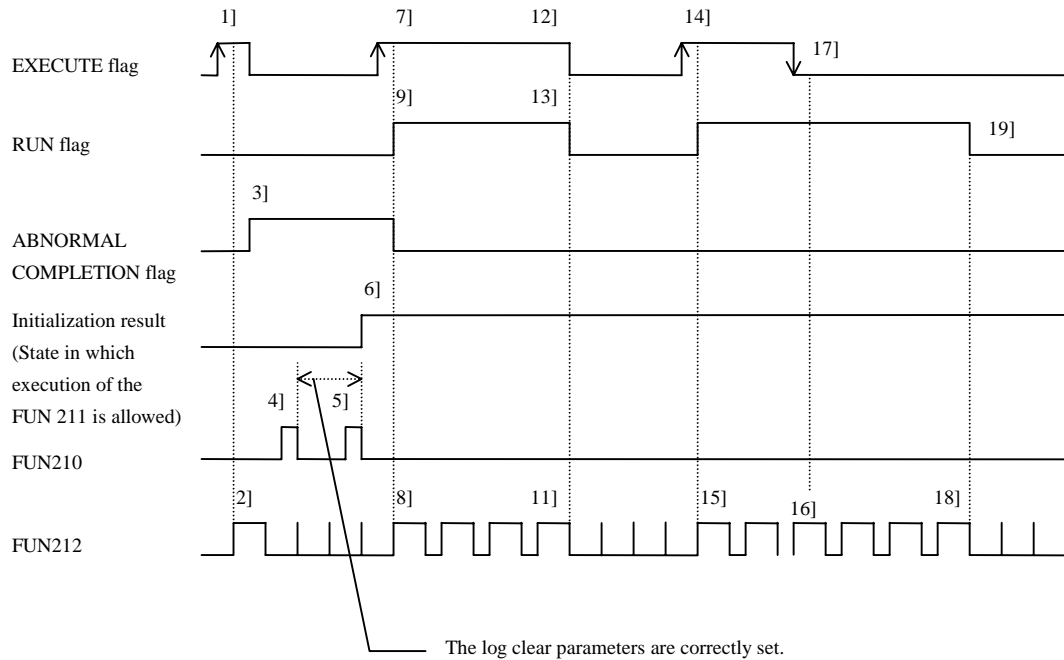 1] 7] 12] 14]
17]
EXECUTE flag
9] 13]
RUN flag
19]
3]
ABNORMAL
COMPLETION flag
6]
Initialization result
(State in which
execution of the
FUN 211 is allowed)
4] 5]
FUN210
2] 8] 11] 15] 16] 18]
FUN212
The log clear parameters are correctly set.